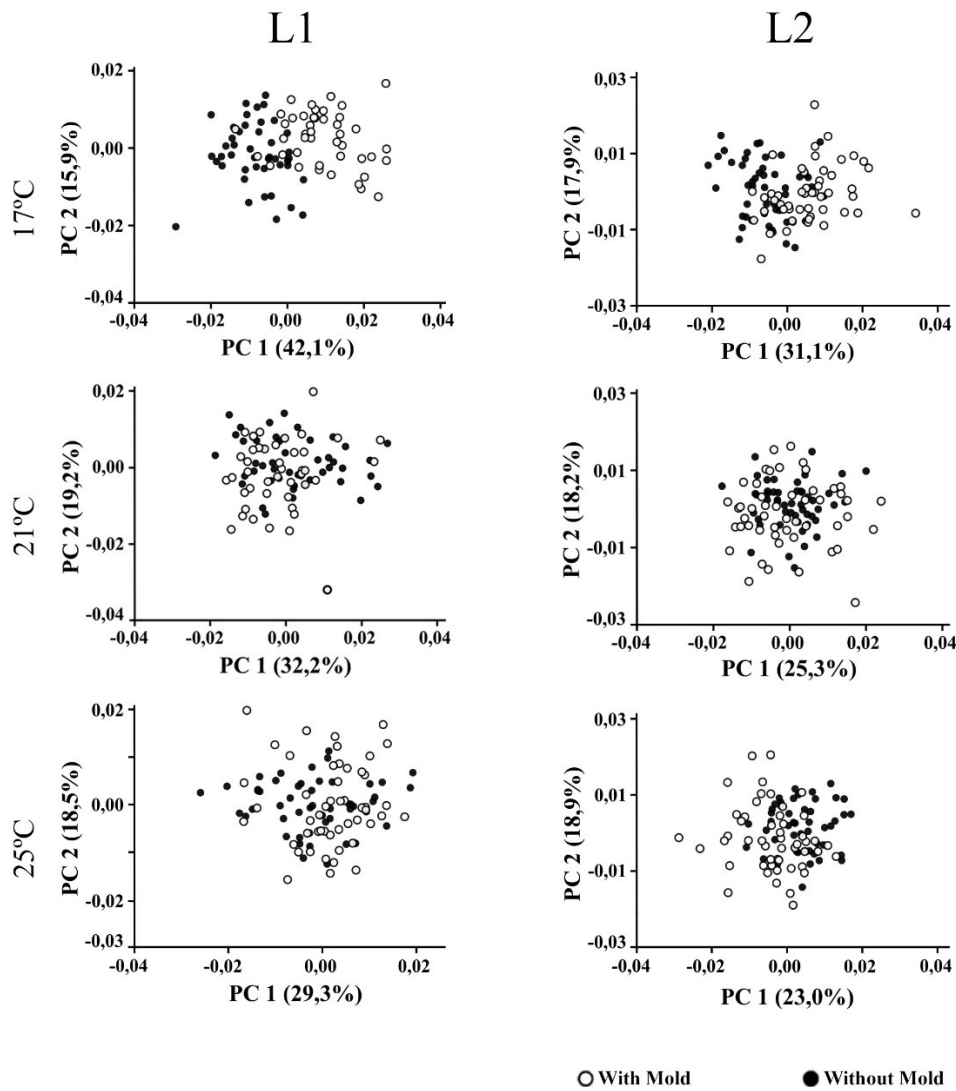 L1
L2
17ºC
PC 2 (15,9%)
0,02
0,00
-0,02
-0,04
-0,04 -0,02 0,00 0,02 0,04
PC 1 (42,1%)
PC 2 (17,9%)
0,03
0,01
-0,01
-0,03
-0,04 -0,02 0,00 0,02 0,04
PC 1 (31,1%)
21ºC
PC 2 (19,2%)
0,02
0,00
-0,02
-0,04
-0,04 -0,02 0,00 0,02 0,04
PC 1 (32,2%)
PC 2 (18,2%)
0,03
0,01
-0,01
-0,03
-0,04 -0,02 0,00 0,02 0,04
PC 1 (25,3%)
25ºC
PC 2 (18,5%)
0,02
0,00
-0,02
-0,03
-0,04 -0,02 0,00 0,02
PC 1 (29,3%)
PC 2 (18,9%)
0,03
0,01
-0,01
-0,03
-0,04 -0,02 0,00 0,02 0,04
PC 1 (23,0%)
With Mold Without Mold